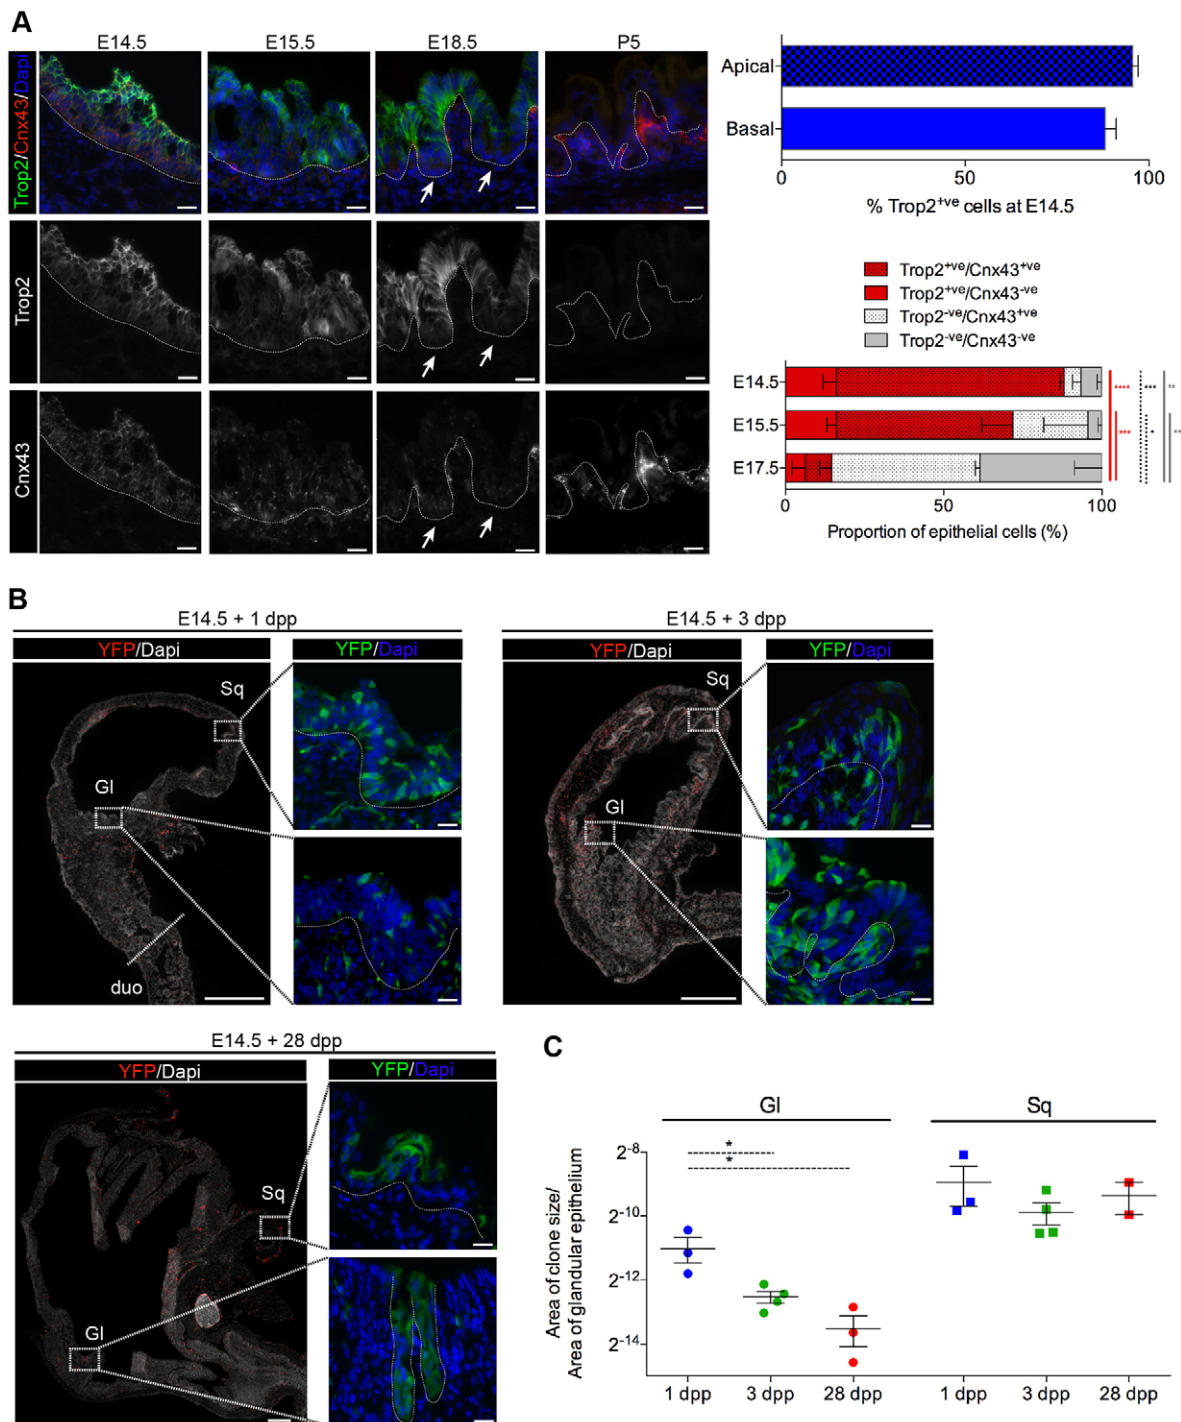 A
E14.5 E15.5 E18.5 P5
Trop2/Cnx43/Dapi
Trop2
Cnx43
Apical
Basal
0 50 100
% Trop2+ve cells at E14.5
Trop2+ve/Cnx43+ve
Trop2+ve/Cnx43-ve
Trop2-ve/Cnx43+ve
Trop2-ve/Cnx43-ve
E14.5
**** *** **
E15.5
*** * **
E17.5
0 50 100
Proportion of epithelial cells (%)
B
E14.5 + 1 dpp
YFP/Dapi YFP/Dapi
Sq
Gl
duo
E14.5 + 3 dpp
YFP/Dapi YFP/Dapi
Sq
Gl
E14.5 + 28 dpp
YFP/Dapi YFP/Dapi
Sq
Gl
C
Gl Sq
Area of clone size/
Area of glandular epithelium
2-8
2-10
2-12
2-14
*
*
1 dpp 3 dpp 28 dpp 1 dpp 3 dpp 28 dpp